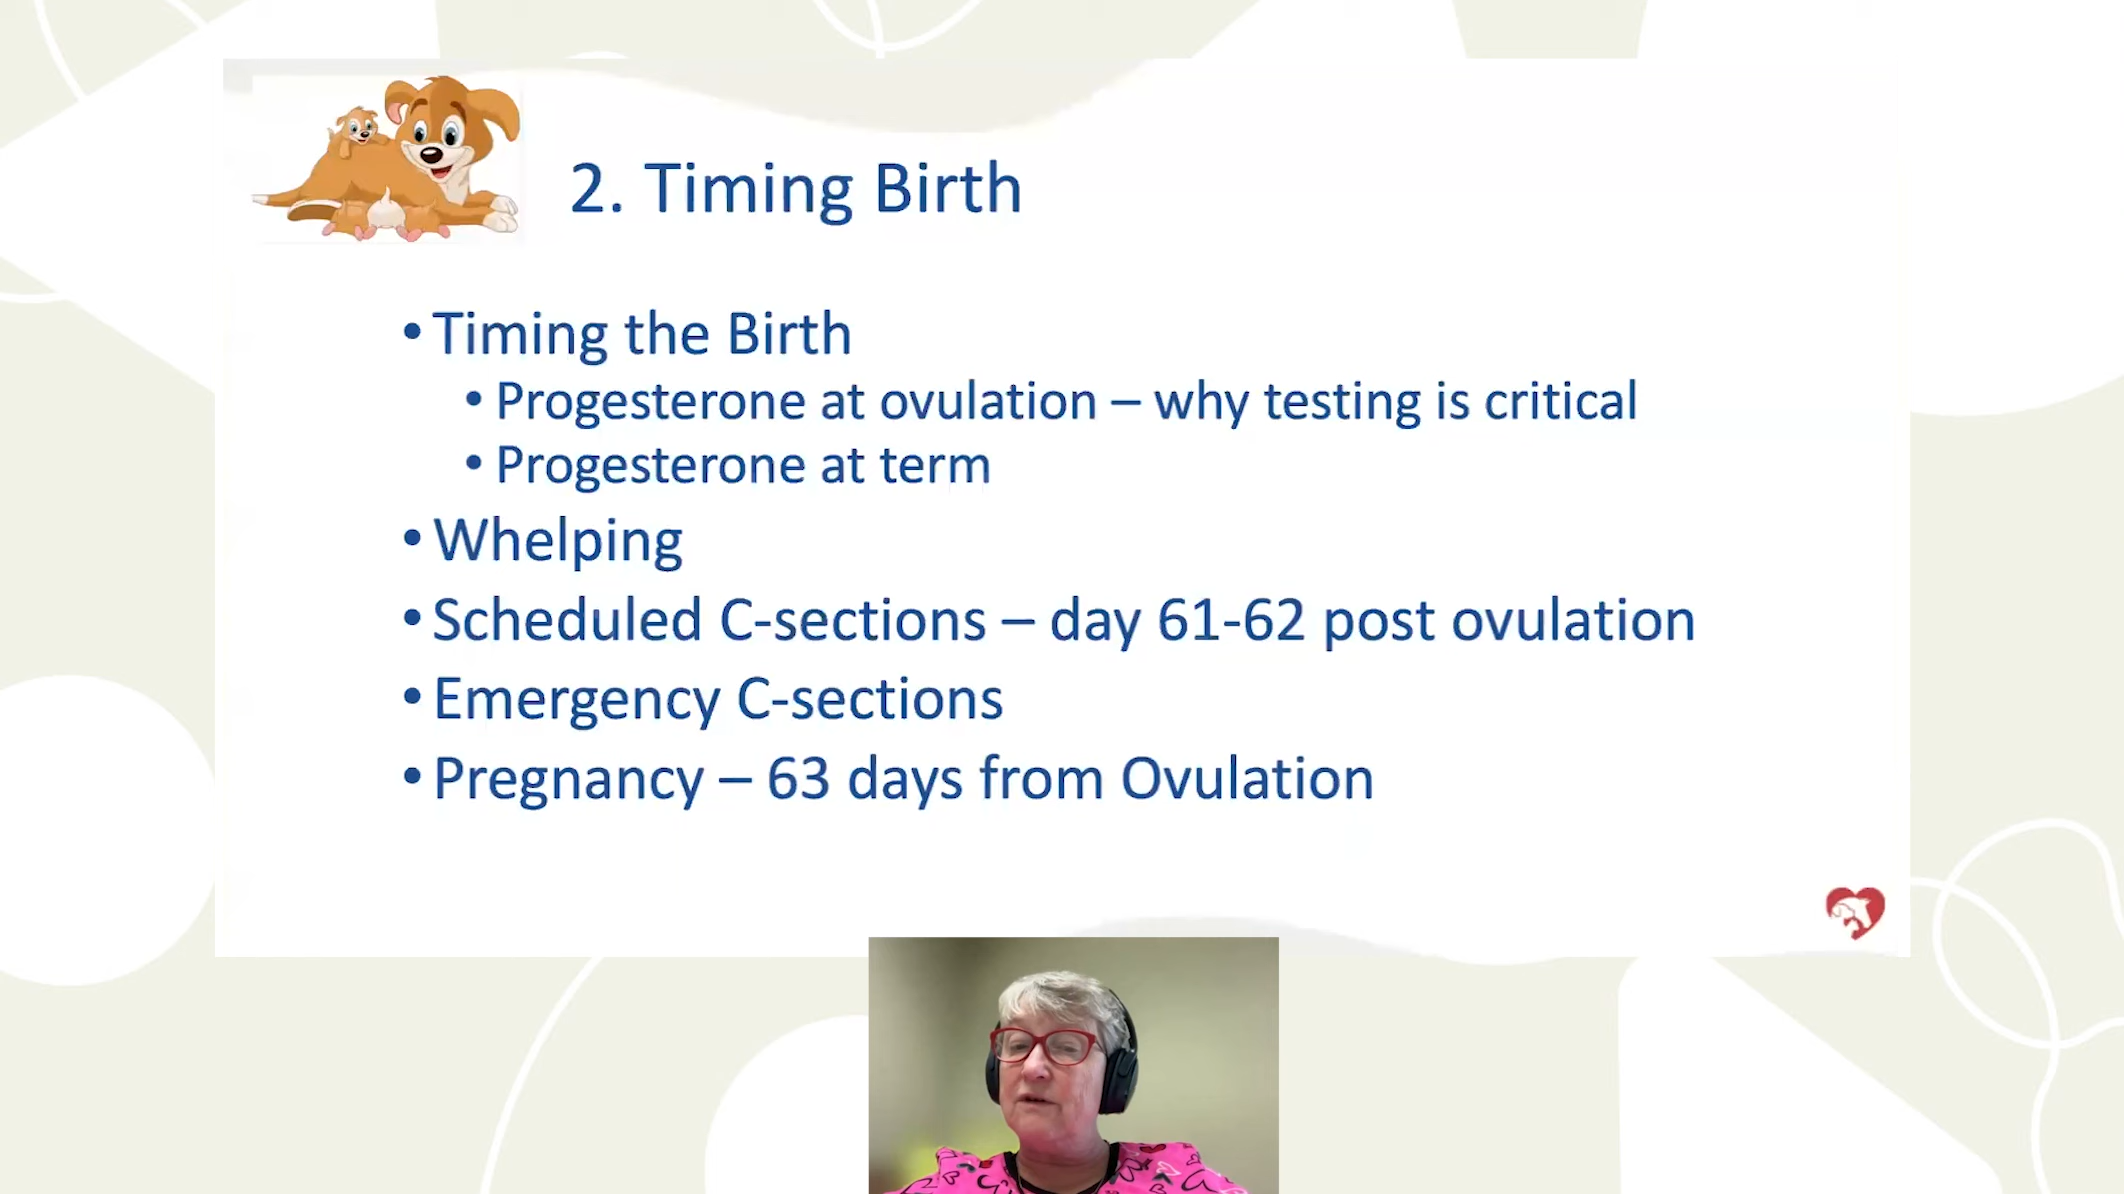 2. Timing Birth
• Timing the Birth
• Progesterone at ovulation – why testing is critical
• Progesterone at term
• Whelping
• Scheduled C-sections – day 61-62 post ovulation
• Emergency C-sections
• Pregnancy – 63 days from Ovulation